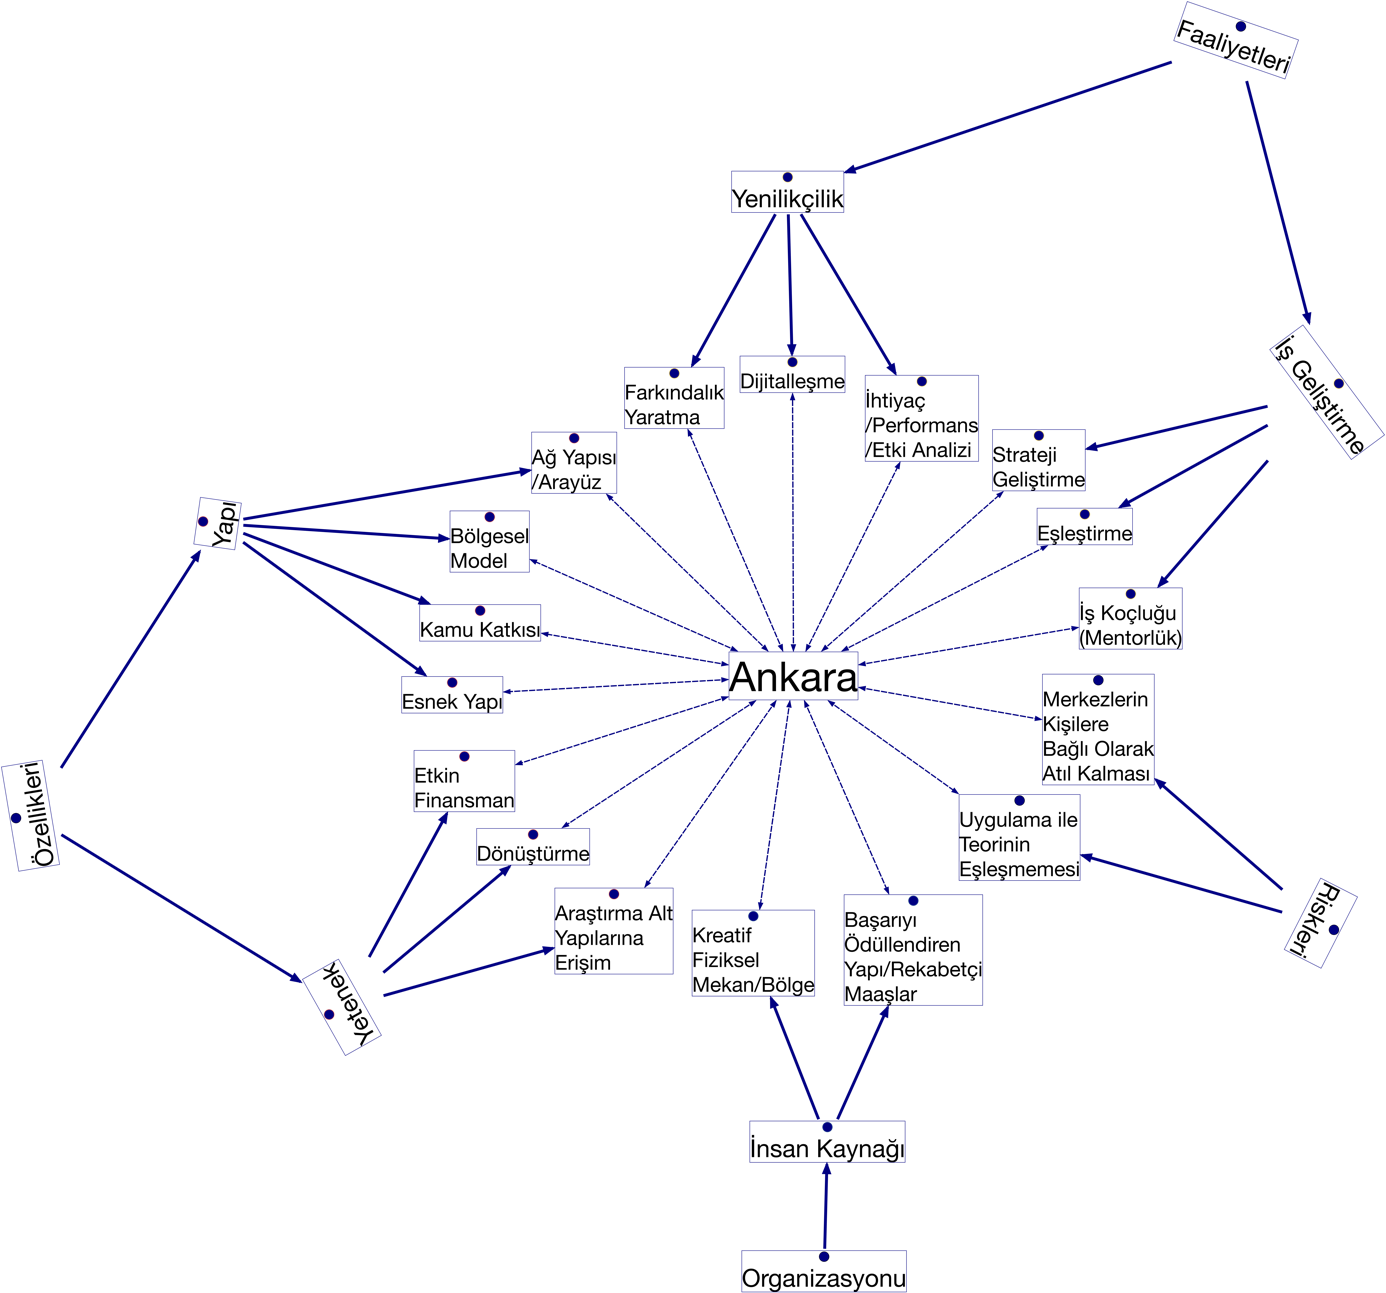 Faaliyetleri
Yenilikçilik
İş Geliştirme
Farkındalık
Yaratma
Dijitalleşme
İhtiyaç
/Performans
/Etki Analizi
Strateji
Geliştirme
Ağ Yapısı
/Arayüz
Yapı
Bölgesel
Model
Eşleştirme
Kamu Katkısı
İş Koçluğu
(Mentorlük)
Ankara
Esnek Yapı
Merkezlerin
Kişilere
Bağlı Olarak
Atıl Kalması
Etkin
Finansman
Özellikleri
Uygulama ile
Teorinin
Eşleşmemesi
Dönüştürme
Araştırma Alt
Yapılarına
Erişim
Kreatif
Fiziksel
Mekan/Bölge
Başarıyı
Ödüllendiren
Yapı/Rekabetçi
Maaşlar
Riskleri
Yetenek
İnsan Kaynağı
Organizasyonu